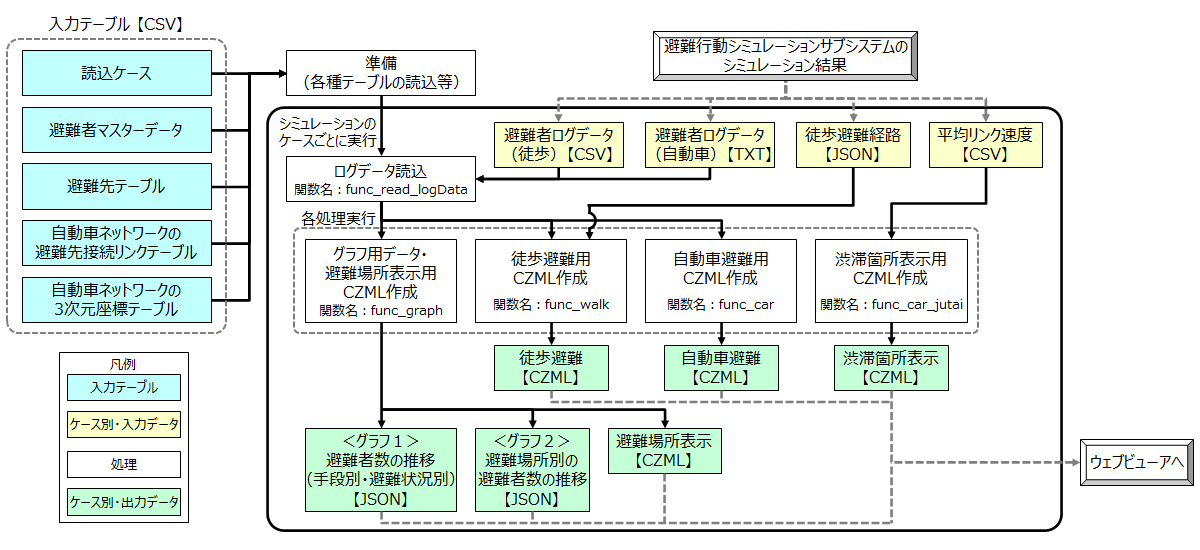 入力テーブル【CSV】
読込ケース
避難者マスターデータ
避難先テーブル
自動車ネットワークの
避難先接続リンクテーブル
自動車ネットワークの
3次元座標テーブル
準備
（各種テーブルの読込等）
避難行動シミュレーションサブシステムの
シミュレーション結果
シミュレーションの
ケースごとに実行
避難者ログデータ
（徒歩）【CSV】
避難者ログデータ
（自動車）【TXT】
徒歩避難経路
【JSON】
平均リンク速度
【CSV】
ログデータ読込
関数名：func_read_logData
各処理実行
グラフ用データ・
避難場所表示用
CZML作成
関数名：func_graph
徒歩避難用
CZML作成
関数名：func_walk
自動車避難用
CZML作成
関数名：func_car
渋滞箇所表示用
CZML作成
関数名：func_car_jutai
徒歩避難
【CZML】
自動車避難
【CZML】
渋滞箇所表示
【CZML】
＜グラフ１＞
避難者数の推移
（手段別・避難状況別）
【JSON】
＜グラフ２＞
避難場所別の
避難者数の推移
【JSON】
避難場所表示
【CZML】
ウェブビューアへ
凡例
入力テーブル
ケース別・入力データ
処理
ケース別・出力データ